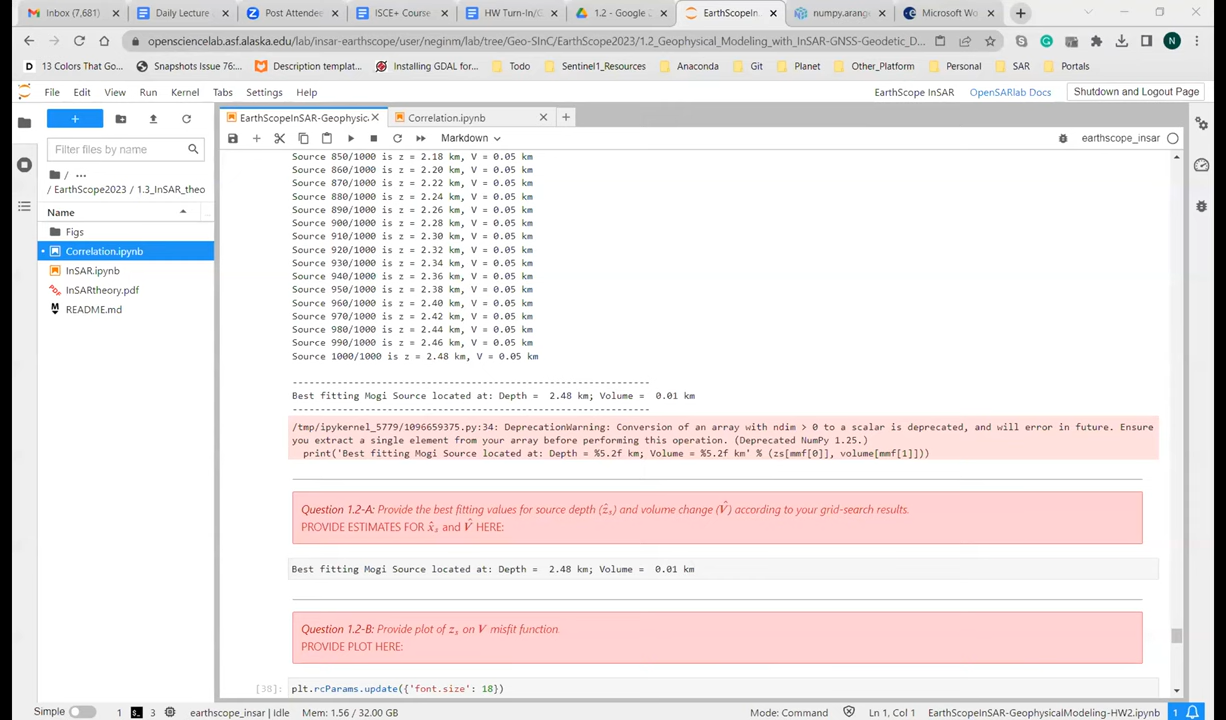 Inbox (7,681)
Daily Lecture
Post Attendee
ISCE+ Course
HW Turn-In/G
1.2 - Google D
EarthScopeIn
numpy.arange
Microsoft Wo
openscienceslab.asf.alaska.edu/lab/insar-earthscope/user/neginm/lab/tree/Geo-SInC/EarthScope2023/1.2_Geophysical_Modeling_with_InSAR-GNSS-Geodetic_D...
N
13 Colors That Go...
Snapshots Issue 76:...
Description templat...
Installing GDAL for...
Todo
Sentinel1_Resources
Anaconda
Git
Planet
Other_Platform
Personal
SAR
Portals
File Edit View Run Kernel Tabs Settings Help
EarthScope InSAR
OpenSARlab Docs
Shutdown and Logout Page
EarthScopeInSAR-Geophysic
Correlation.ipynb
Markdown
earthscope_insar
Filter files by name
/ ...
/ EarthScope2023 / 1.3_InSAR_theo
Name
Figs
Correlation.ipynb
InSAR.ipynb
InSARtheory.pdf
README.md
Source 850/1000 is z = 2.18 km, V = 0.05 km
Source 860/1000 is z = 2.20 km, V = 0.05 km
Source 870/1000 is z = 2.22 km, V = 0.05 km
Source 880/1000 is z = 2.24 km, V = 0.05 km
Source 890/1000 is z = 2.26 km, V = 0.05 km
Source 900/1000 is z = 2.28 km, V = 0.05 km
Source 910/1000 is z = 2.30 km, V = 0.05 km
Source 920/1000 is z = 2.32 km, V = 0.05 km
Source 930/1000 is z = 2.34 km, V = 0.05 km
Source 940/1000 is z = 2.36 km, V = 0.05 km
Source 950/1000 is z = 2.38 km, V = 0.05 km
Source 960/1000 is z = 2.40 km, V = 0.05 km
Source 970/1000 is z = 2.42 km, V = 0.05 km
Source 980/1000 is z = 2.44 km, V = 0.05 km
Source 990/1000 is z = 2.46 km, V = 0.05 km
Source 1000/1000 is z = 2.48 km, V = 0.05 km
----------------------------------------------------------------
Best fitting Mogi Source located at: Depth = 2.48 km; Volume = 0.01 km
----------------------------------------------------------------
/tmp/ipykernel_5779/1096659375.py:34: DeprecationWarning: Conversion of an array with ndim > 0 to a scalar is deprecated, and will error in future. Ensure
you extract a single element from your array before performing this operation. (Deprecated NumPy 1.25.)
print('Best fitting Mogi Source located at: Depth = %5.2f km; Volume = %5.2f km' % (zs[mmf[0]], volume[mmf[1]]))
Question 1.2-A: Provide the best fitting values for source depth (ẑₛ) and volume change (V̂) according to your grid-search results.
PROVIDE ESTIMATES FOR x̂ₛ and V̂ HERE:
Best fitting Mogi Source located at: Depth = 2.48 km; Volume = 0.01 km
Question 1.2-B: Provide plot of zₛ on V misfit function.
PROVIDE PLOT HERE:
[38]: plt.rcParams.update({'font.size': 18})
Simple 1 3 earthscope_insar | Idle Mem: 1.56 / 32.00 GB
Mode: Command Ln 1, Col 1 EarthScopeInSAR-GeophysicalModeling-HW2.ipynb 1